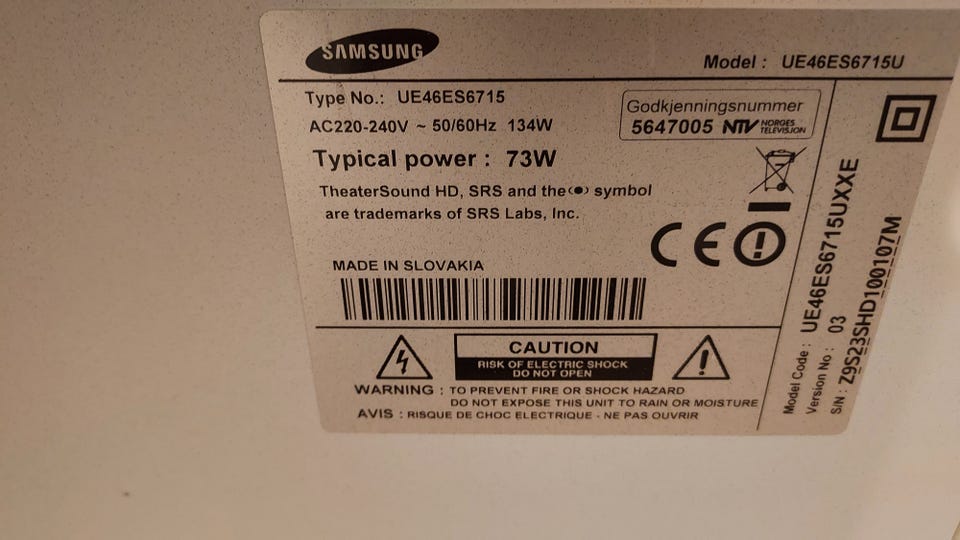 SAMSUNG
Model : UE46ES6715U
Type No.: UE46ES6715
AC220-240V ~ 50/60Hz 134W
Godkjenningsnummer
5647005 NTV NORGES
TELEVISJON
Typical power : 73W
TheaterSound HD, SRS and the (●) symbol
are trademarks of SRS Labs, Inc.
CE
MADE IN SLOVAKIA
CAUTION
RISK OF ELECTRIC SHOCK
DO NOT OPEN
WARNING : TO PREVENT FIRE OR SHOCK HAZARD
DO NOT EXPOSE THIS UNIT TO RAIN OR MOISTURE
AVIS : RISQUE DE CHOC ELECTRIQUE - NE PAS OUVRIR
Model Code : UE46ES6715UXXE
Version No : 03
S/N : Z9S23SHD100107M